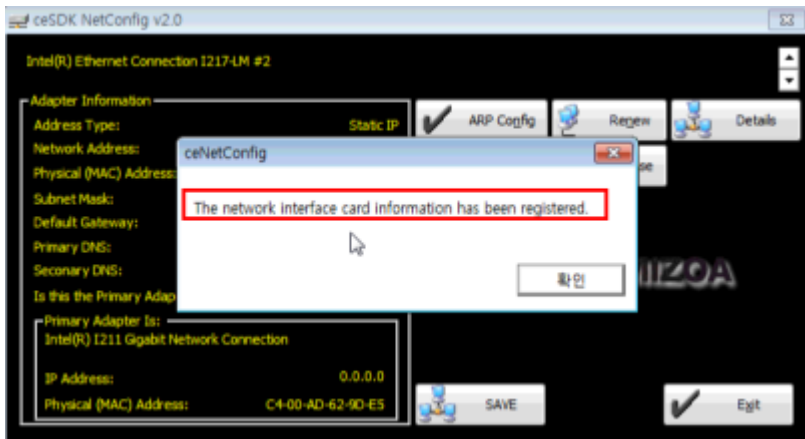 ceSDK NetConfig v2.0
Intel(R) Ethernet Connection I217-LM #2
Adapter Information
Address Type: Static IP
ARP Config
Renew
Details
Network Address:
Physical (MAC) Address:
Subnet Mask:
Default Gateway:
Primary DNS:
Seconary DNS:
Is this the Primary Adap
ceNetConfig
The network interface card information has been registered.
확인
Primary Adapter Is:
Intel(R) I211 Gigabit Network Connection
IP Address: 0.0.0.0
Physical (MAC) Address: C4-00-AD-62-9D-E5
SAVE
Exit